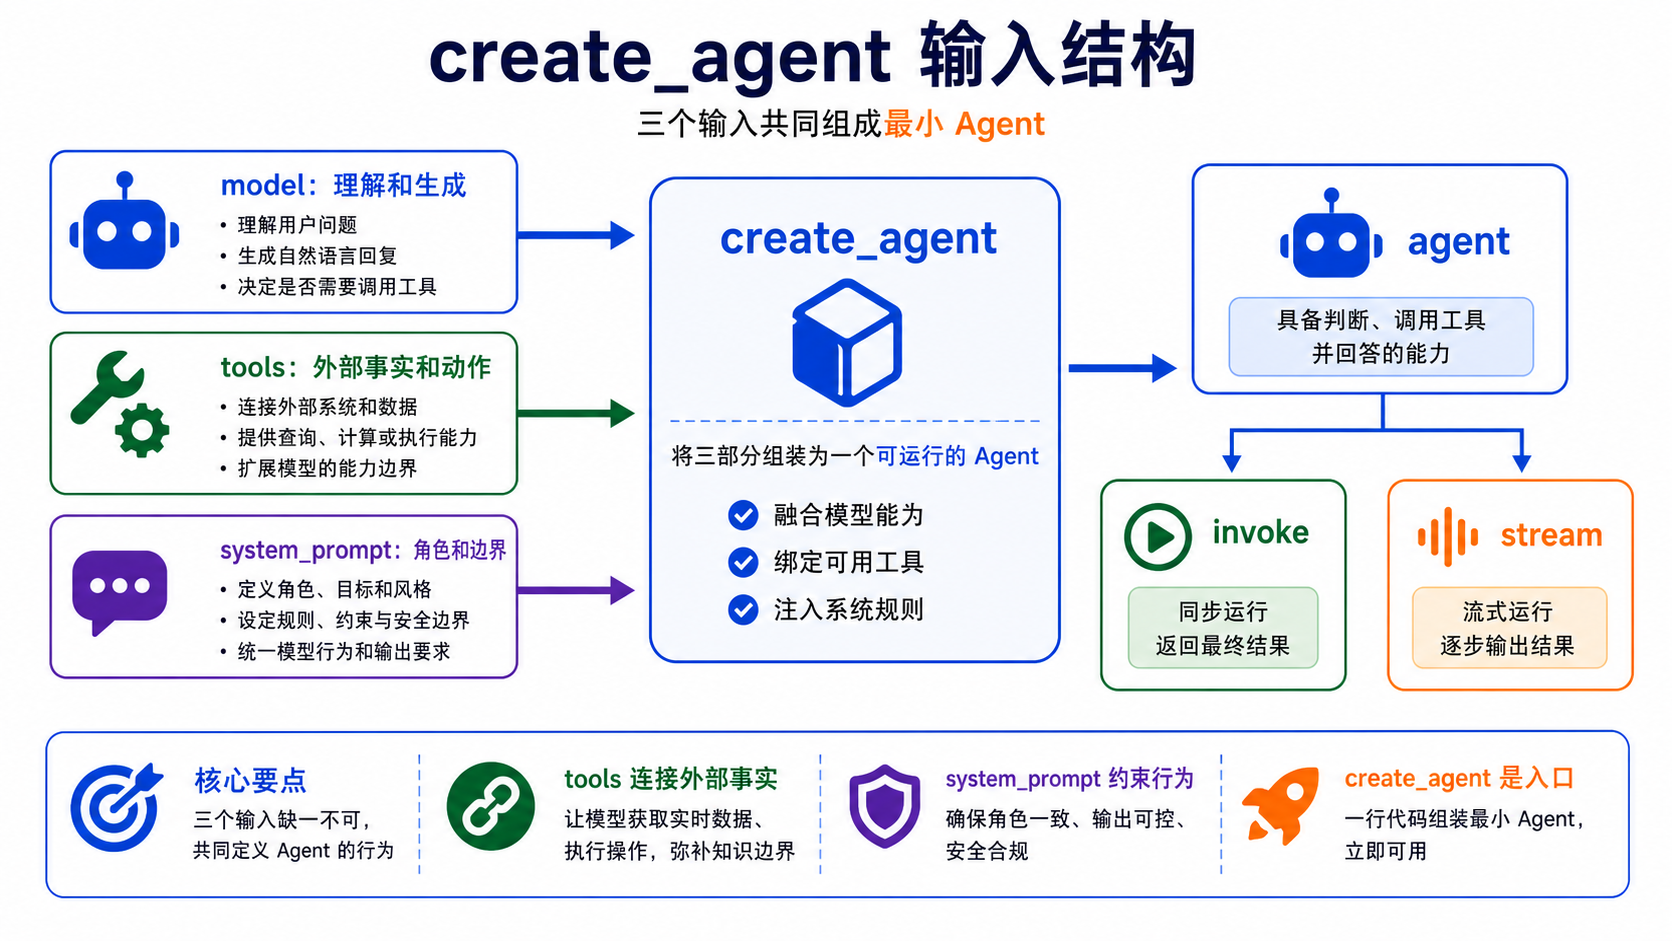 create_agent 输入结构
三个输入共同组成最小 Agent
model：理解和生成
• 理解用户问题
• 生成自然语言回复
• 决定是否需要调用工具
tools：外部事实和动作
• 连接外部系统和数据
• 提供查询、计算或执行能力
• 扩展模型的能力边界
system_prompt：角色和边界
• 定义角色、目标和风格
• 设定规则、约束与安全边界
• 统一模型行为和输出要求
create_agent
将三部分组装为一个可运行的 Agent
融合模型能为
绑定可用工具
注入系统规则
agent
具备判断、调用工具
并回答的能力
invoke
同步运行
返回最终结果
stream
流式运行
逐步输出结果
核心要点
三个输入缺一不可，
共同定义 Agent 的行为
tools 连接外部事实
让模型获取实时数据、
执行操作，弥补知识边界
system_prompt 约束行为
确保角色一致、输出可控、
安全合规
create_agent 是入口
一行代码组装最小 Agent，
立即可用